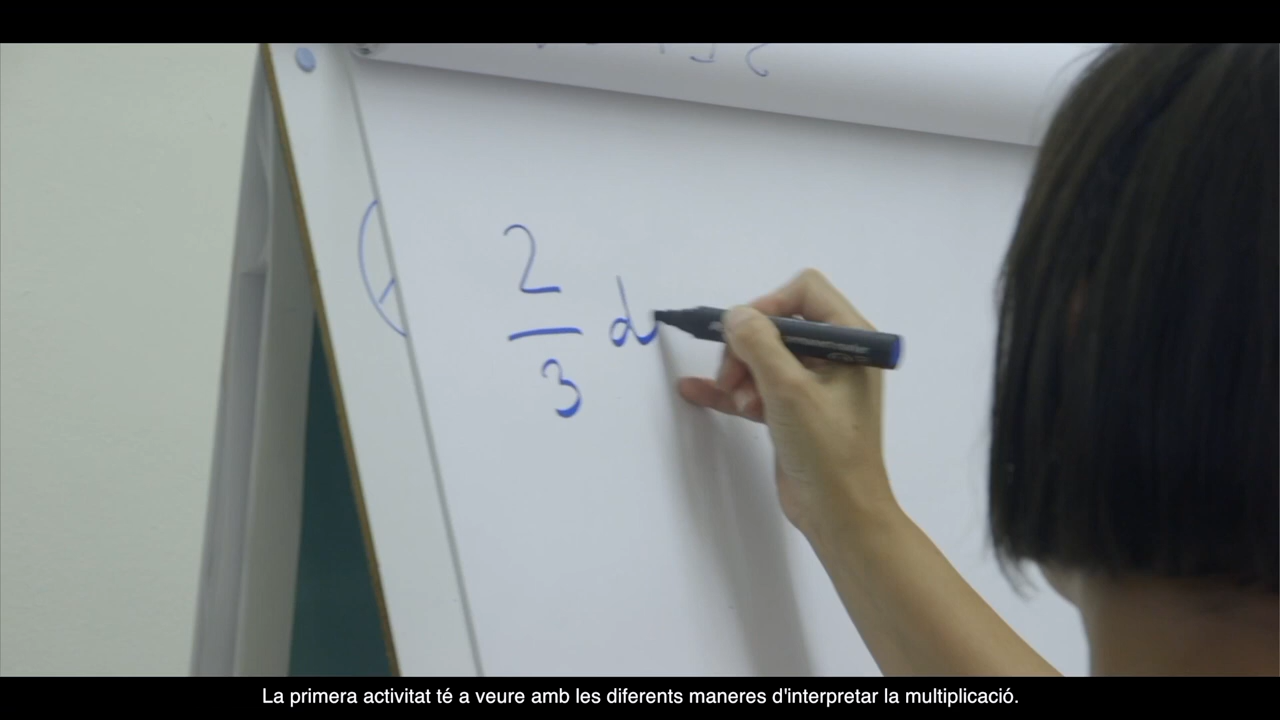 2
3 d
La primera activitat té a veure amb les diferents maneres d'interpretar la multiplicació.